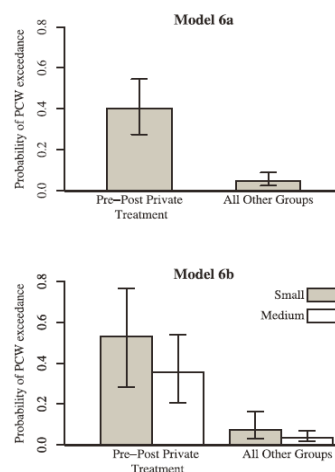 Model 6a
Probability of PCW exceedance
0.8
0.6
0.4
0.2
0.0
Pre–Post Private
Treatment
All Other Groups
Model 6b
Probability of PCW exceedance
0.8
0.6
0.4
0.2
0.0
Small
Medium
Pre–Post Private
Treatment
All Other Groups